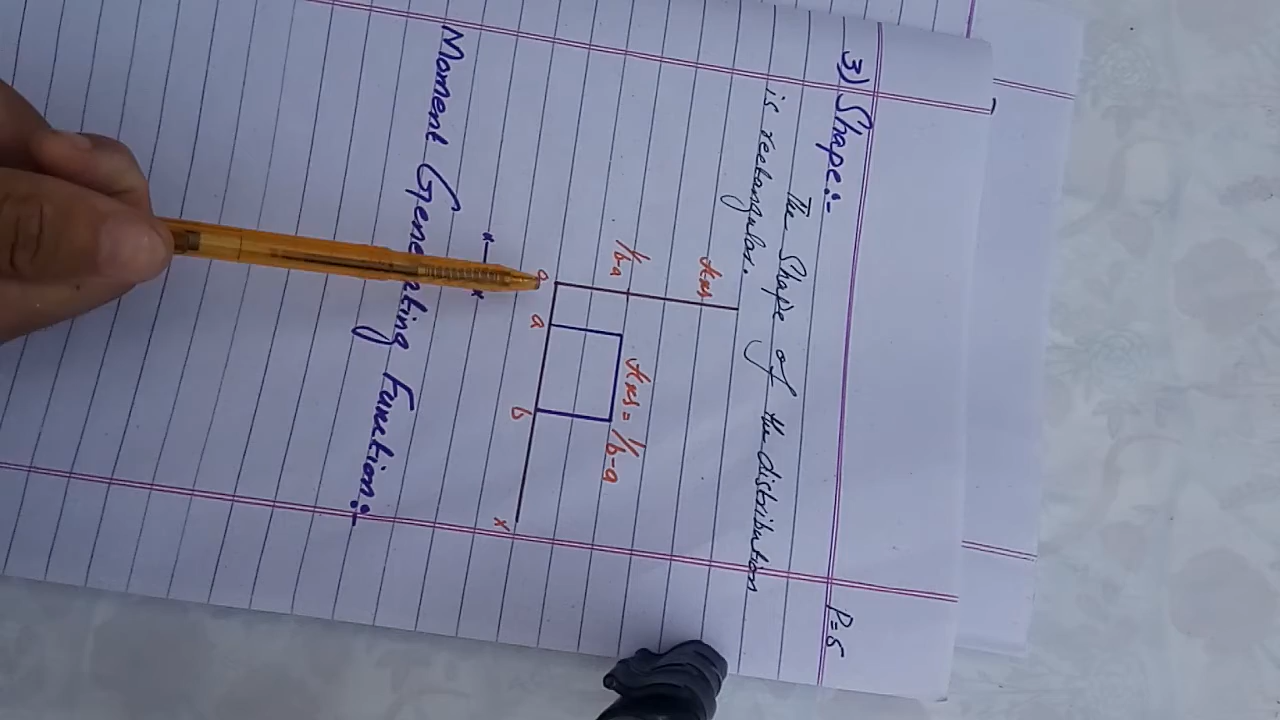 P=5
3) Shape:-
The Shape of the distribution
is rectangular.
f(x)
1/b-a
f(x) = 1/b-a
o a b x
Moment Generating Function:-